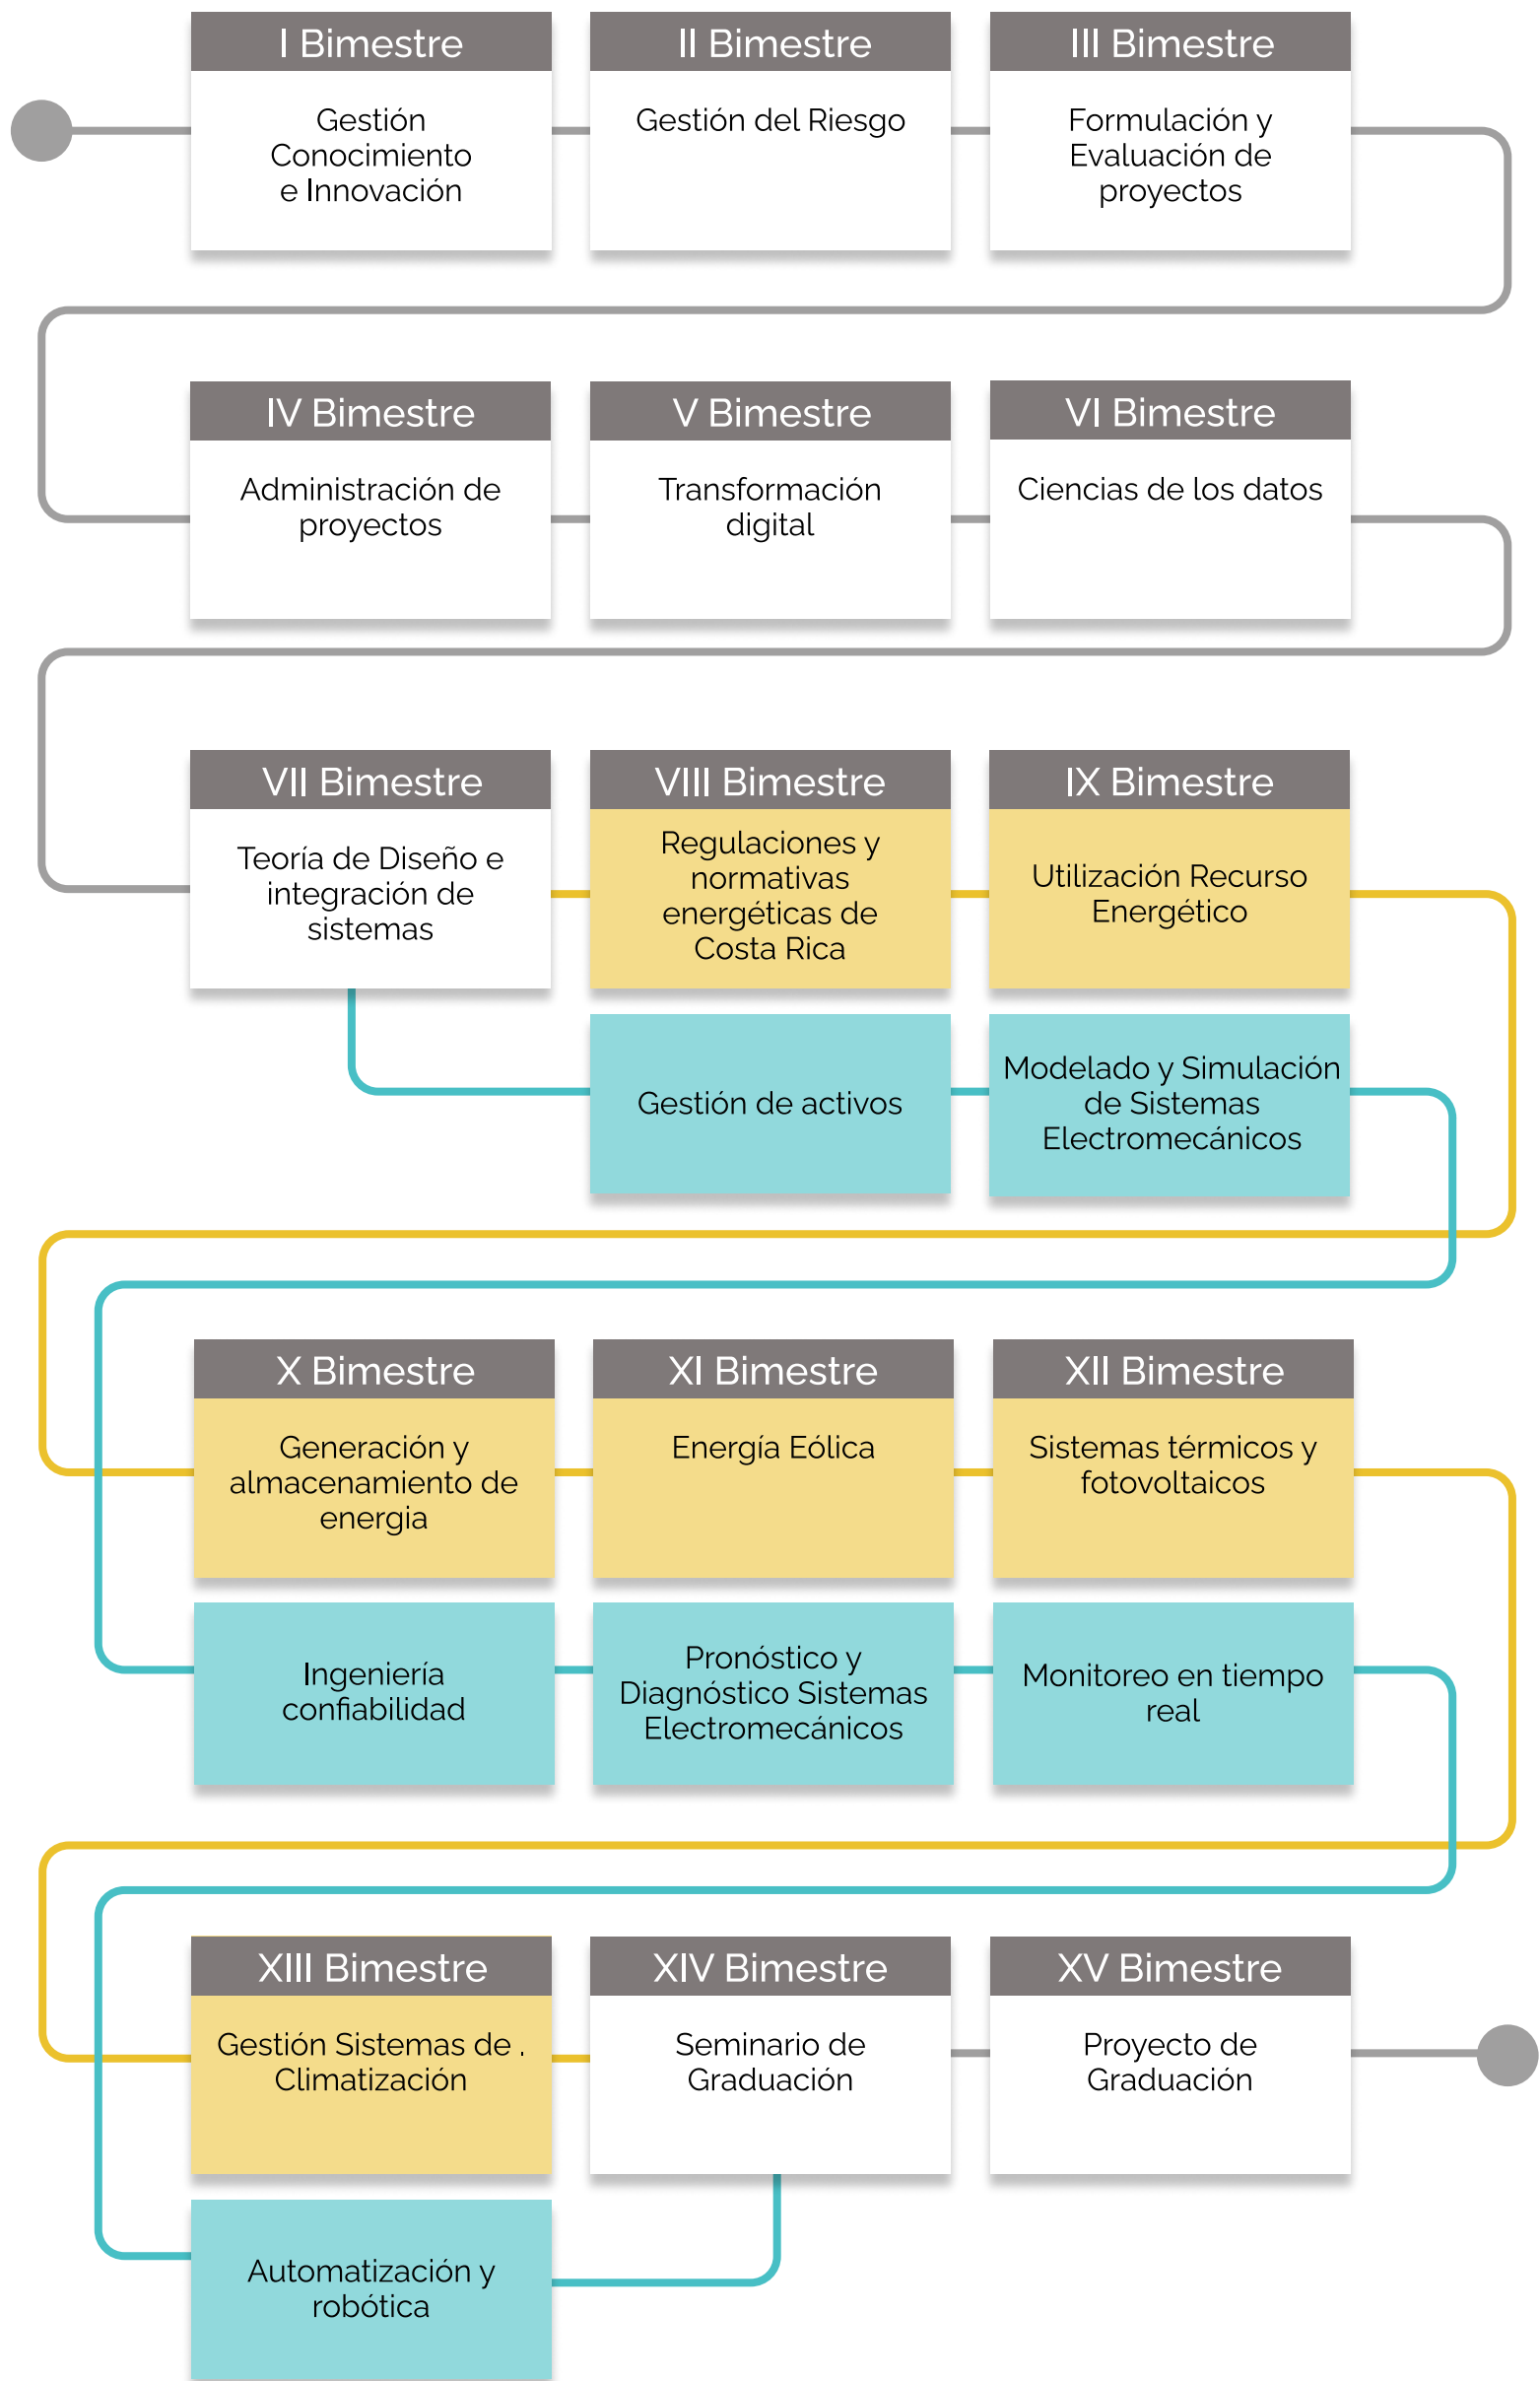 I Bimestre
Gestión
Conocimiento
e Innovación
II Bimestre
Gestión del Riesgo
III Bimestre
Formulación y
Evaluación de
proyectos
IV Bimestre
Administración de
proyectos
V Bimestre
Transformación
digital
VI Bimestre
Ciencias de los datos
VII Bimestre
Teoría de Diseño e
integración de
sistemas
VIII Bimestre
Regulaciones y
normativas
energéticas de
Costa Rica
IX Bimestre
Utilización Recurso
Energético
Gestión de activos
Modelado y Simulación
de Sistemas
Electromecánicos
X Bimestre
Generación y
almacenamiento de
energia
XI Bimestre
Energía Eólica
XII Bimestre
Sistemas térmicos y
fotovoltaicos
Ingeniería
confiabilidad
Pronóstico y
Diagnóstico Sistemas
Electromecánicos
Monitoreo en tiempo
real
XIII Bimestre
Gestión Sistemas de .
Climatización
XIV Bimestre
Seminario de
Graduación
XV Bimestre
Proyecto de
Graduación
Automatización y
robótica